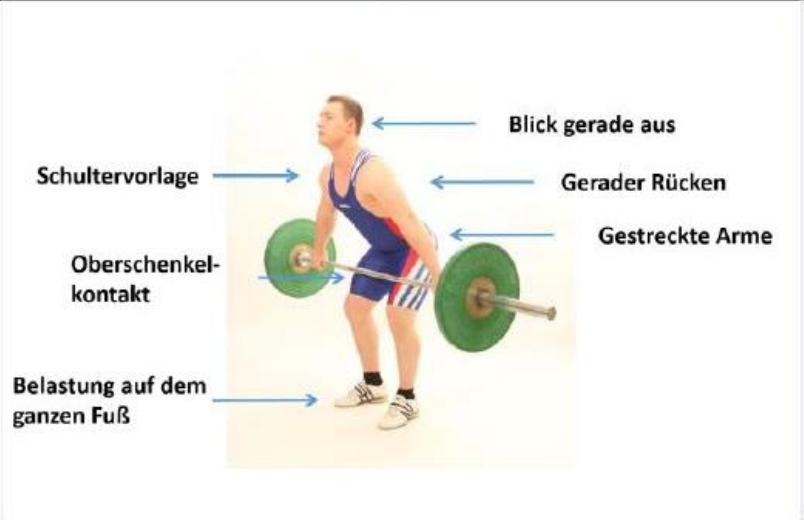 Blick gerade aus
Schultervorlage
Gerader Rücken
Gestreckte Arme
Oberschenkel-
kontakt
Belastung auf dem
ganzen Fuß